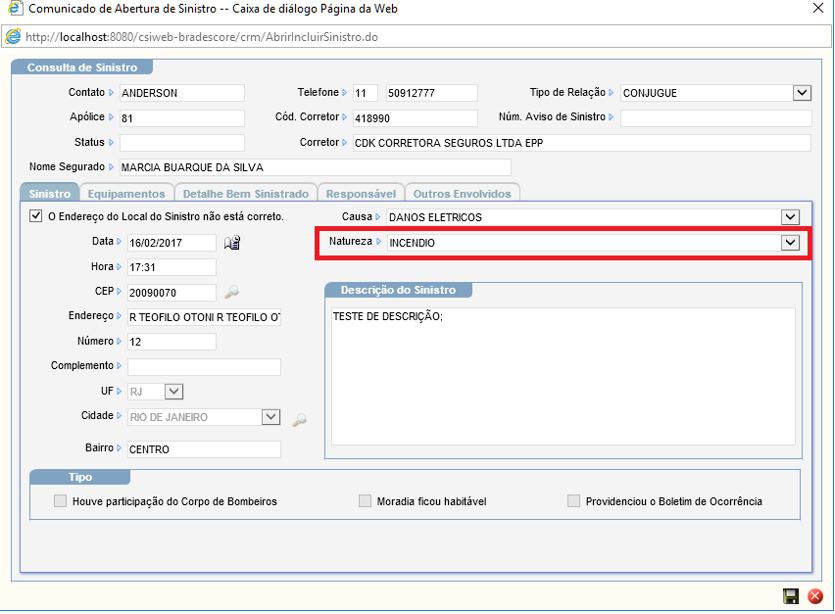 Comunicado de Abertura de Sinistro -- Caixa de diálogo Página da Web
http://localhost:8080/csiweb-bradescore/crm/AbrirIncluirSinistro.do
Consulta de Sinistro
Contato ANDERSON Telefone 11 50912777 Tipo de Relação CONJUGUE
Apólice 81 Cód. Corretor 418990 Núm. Aviso de Sinistro
Status Corretor CDK CORRETORA SEGUROS LTDA EPP
Nome Segurado MARCIA BUARQUE DA SILVA
Sinistro Equipamentos Detalhe Bem Sinistrado Responsável Outros Envolvidos
O Endereço do Local do Sinistro não está correto. Causa DANOS ELETRICOS
Data 16/02/2017 Natureza INCENDIO
Hora 17:31
CEP 20090070 Descrição do Sinistro
Endereço R TEOFILO OTONI R TEOFILO OT TESTE DE DESCRIÇÃO;
Número 12
Complemento
UF RJ
Cidade RIO DE JANEIRO
Bairro CENTRO
Tipo
Houve participação do Corpo de Bombeiros Moradia ficou habitável Providenciou o Boletim de Ocorrência